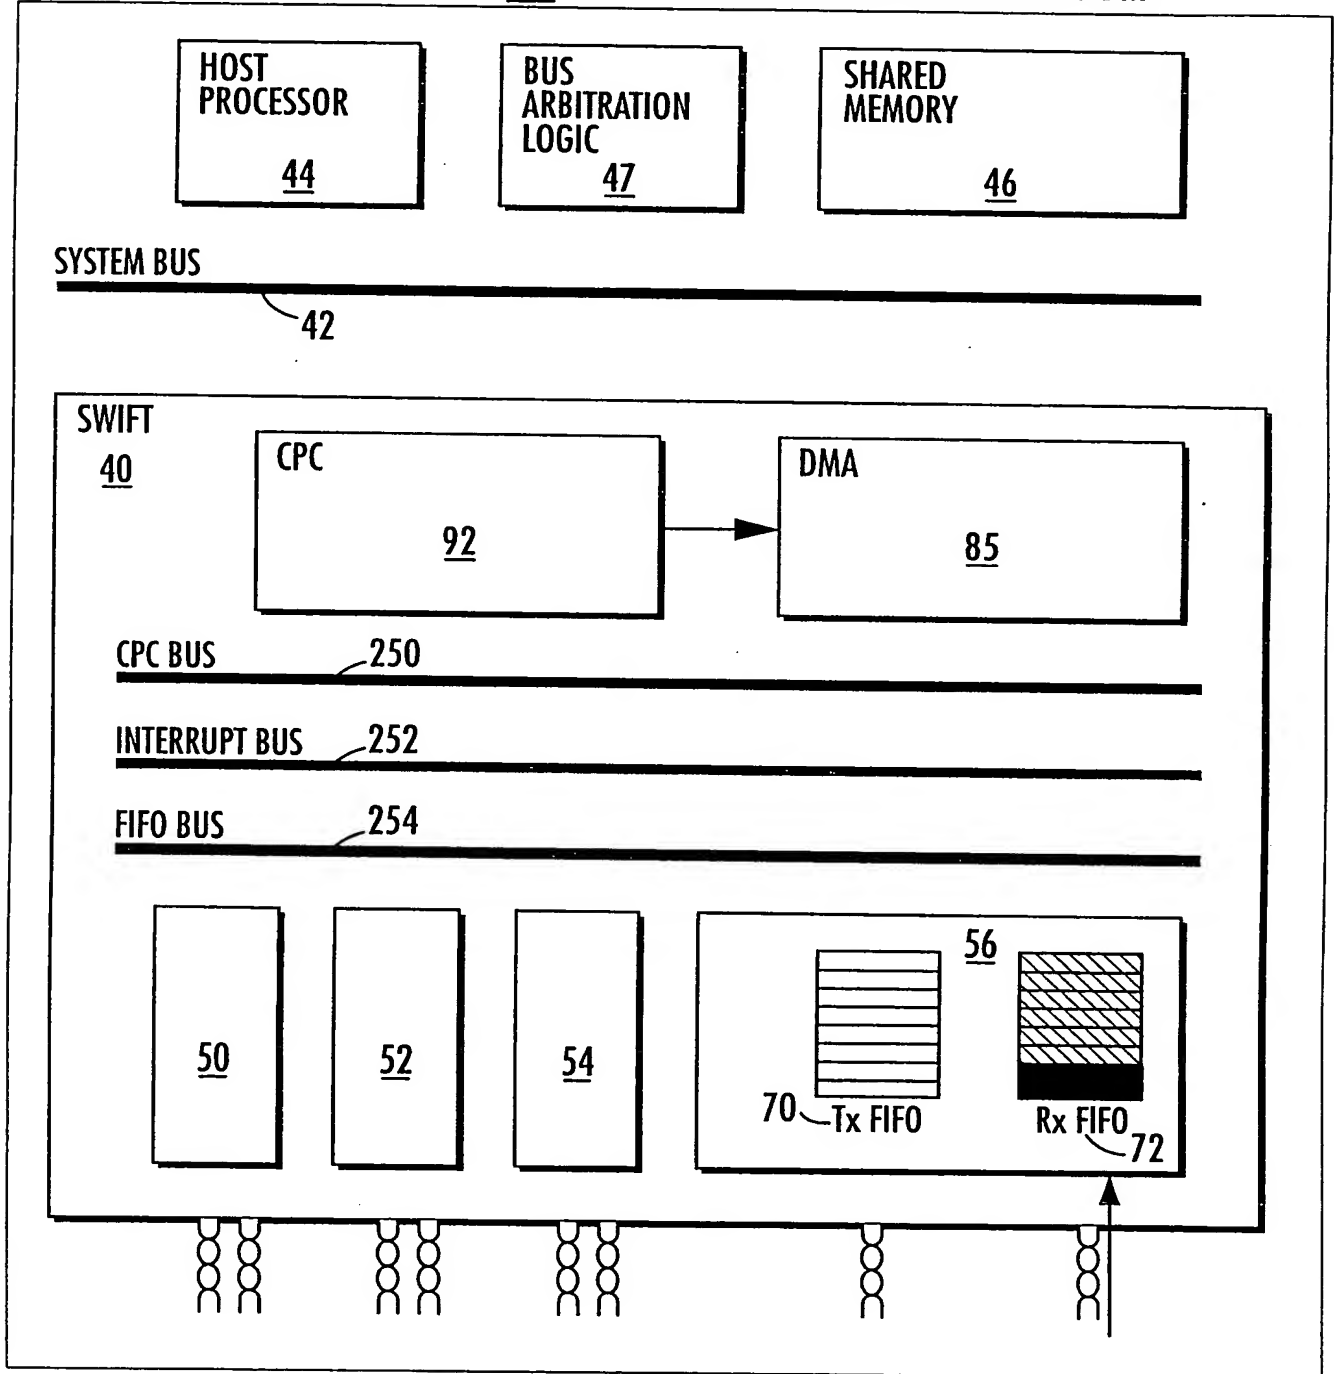 HOST
PROCESSOR
44
BUS
ARBITRATION
LOGIC
47
SHARED
MEMORY
46
SYSTEM BUS
42
SWIFT
40
CPC
92
DMA
85
CPC BUS
250
INTERRUPT BUS
252
FIFO BUS
254
50
52
54
56
70
Tx FIFO
Rx FIFO
72